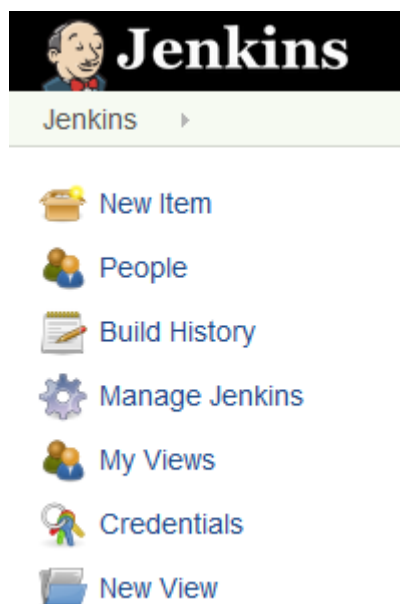 Jenkins
Jenkins
New Item
People
Build History
Manage Jenkins
My Views
Credentials
New View